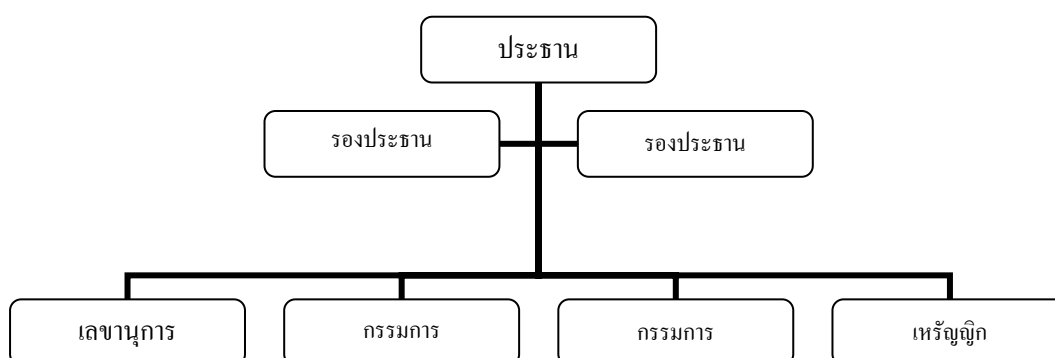 ประธาน
รองประธาน
รองประธาน
เลขานุการ
กรรมการ
กรรมการ
เหรัญญิก